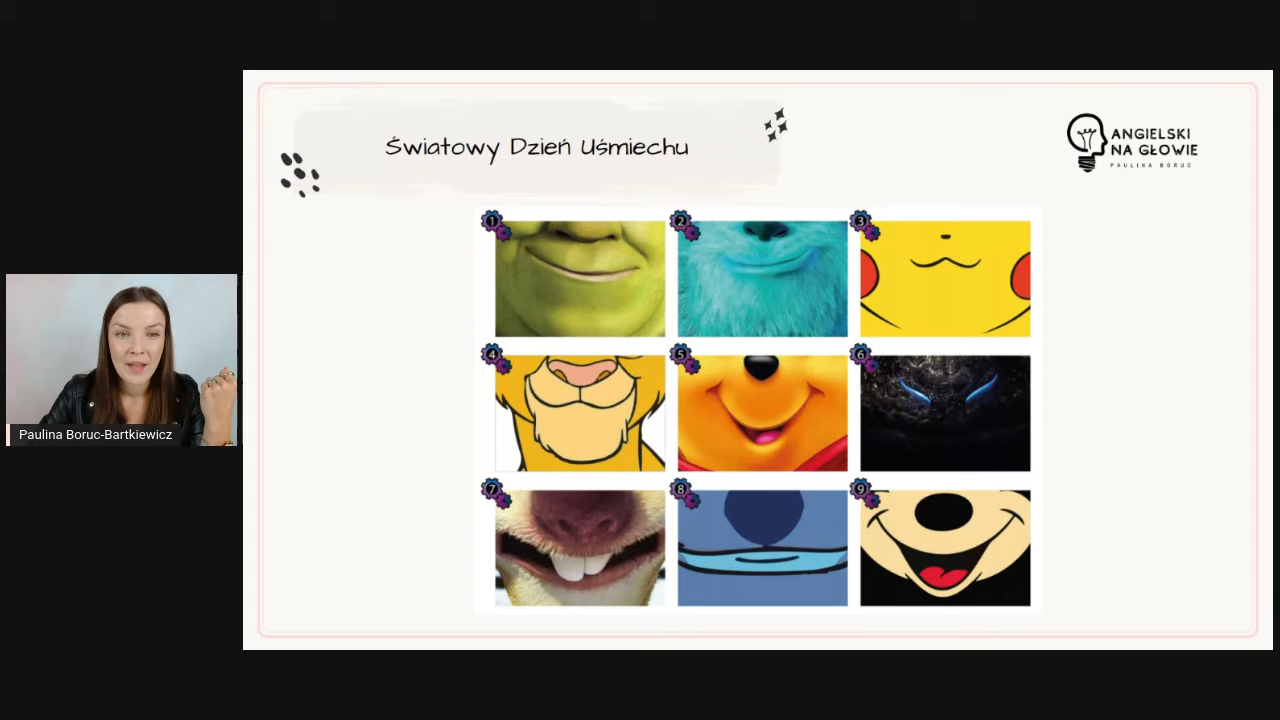 Światowy Dzień Uśmiechu
ANGIELSKI
NA GŁOWIE
PAULINA BORUC
1
2
3
4
5
6
7
8
9
Paulina Boruc-Bartkiewicz